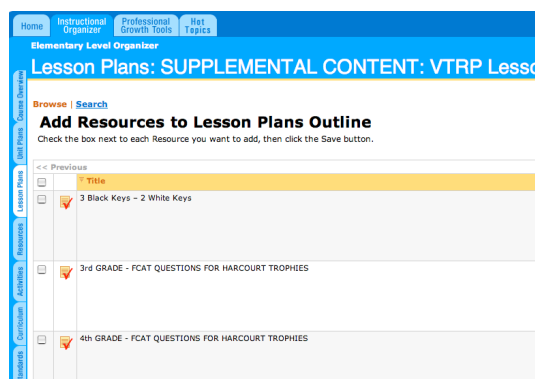 Home
Instructional Organizer
Professional Growth Tools
Hot Topics
Elementary Level Organizer
Lesson Plans: SUPPLEMENTAL CONTENT: VTRP Lesso
Browse | Search
Add Resources to Lesson Plans Outline
Check the box next to each Resource you want to add, then click the Save button.
<< Previous
Title
3 Black Keys – 2 White Keys
3rd GRADE - FCAT QUESTIONS FOR HARCOURT TROPHIES
4th GRADE - FCAT QUESTIONS FOR HARCOURT TROPHIES
Course Overview
Unit Plans
Lesson Plans
Resources
Activities
Curriculum
tandards